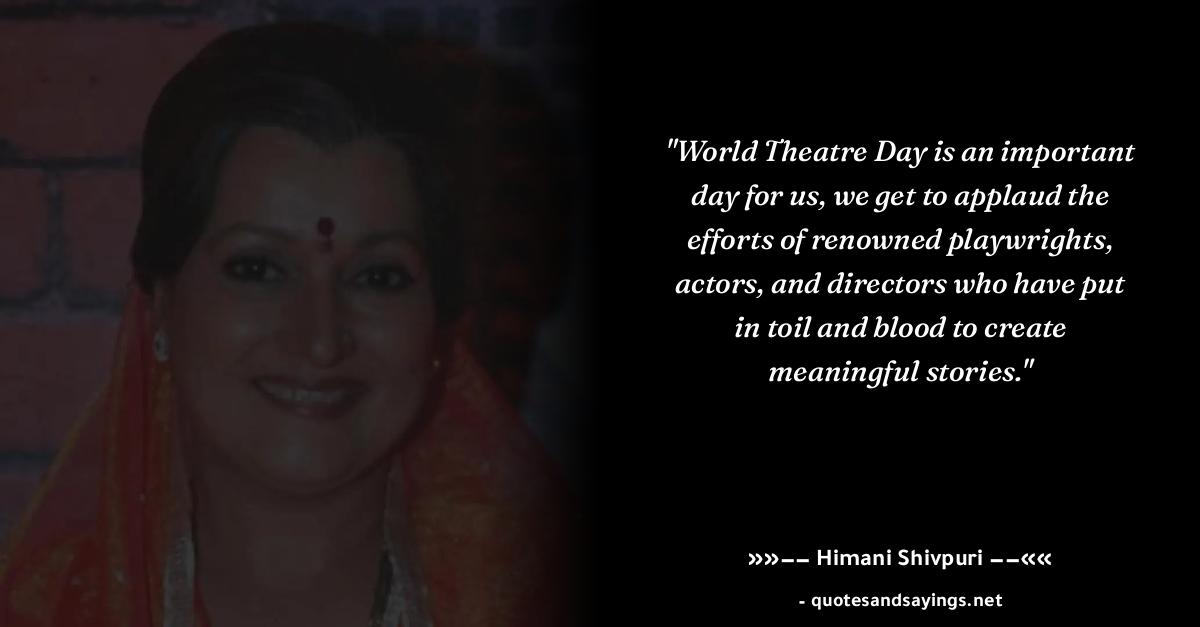 "World Theatre Day is an important
day for us, we get to applaud the
efforts of renowned playwrights,
actors, and directors who have put
in toil and blood to create
meaningful stories."
»»–– Himani Shivpuri ––««
- quotesandsayings.net